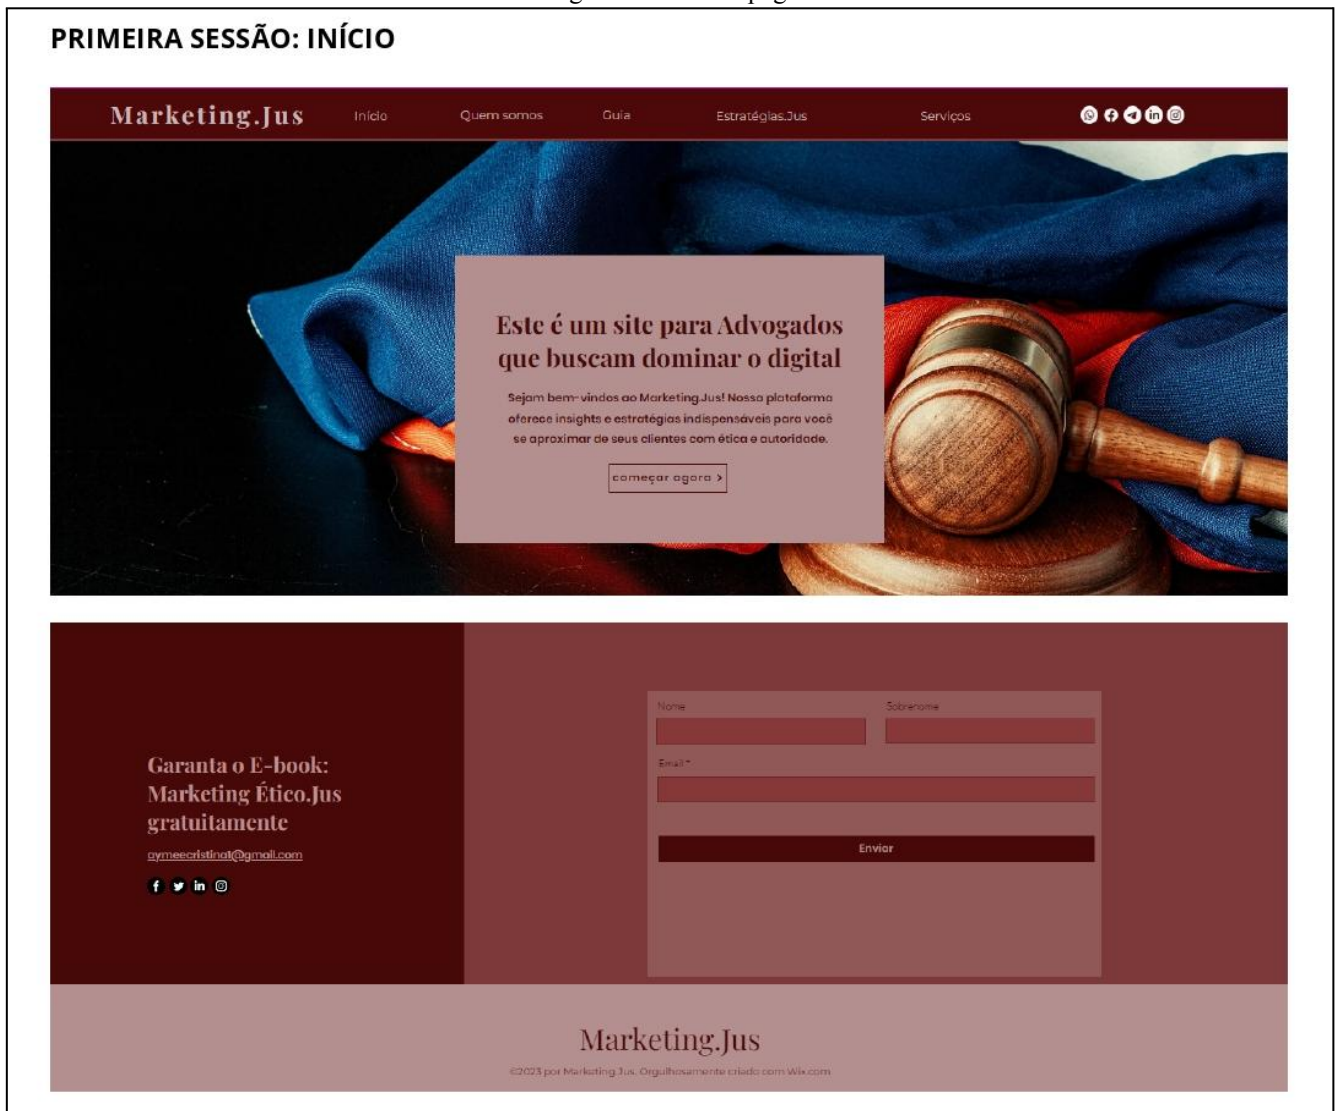 PRIMEIRA SESSÃO: INÍCIO
Marketing.Jus Início Quem somos Guia Estratégias.Jus Serviços
Este é um site para Advogados
que buscam dominar o digital
Sejam bem-vindos ao Marketing.Jus! Nossa plataforma
oferece insights e estratégias indispensáveis para você
se aproximar de seus clientes com ética e autoridade.
começar agora >
Nome Sobrenome
Email *
Enviar
Garanta o E-book:
Marketing Ético.Jus
gratuitamente
aymeecristina1@gmail.com
Marketing.Jus
©2023 por Marketing.Jus. Orgulhosamente criado com Wix.com